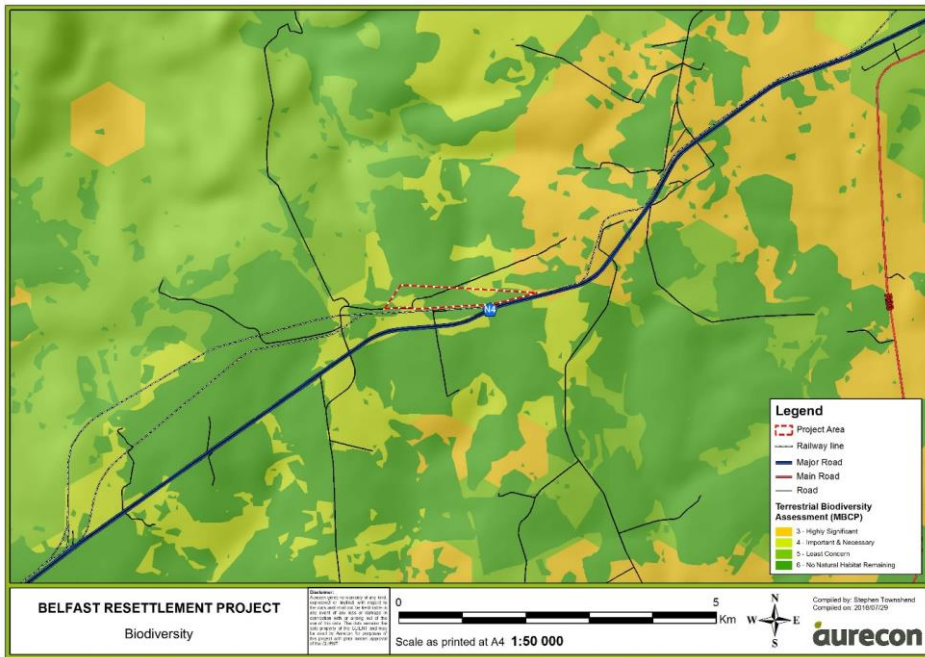 N4
Legend
Project Area
Railway line
Major Road
Main Road
Road
Terrestrial Biodiversity
Assessment (MBCP)
3 - Highly Significant
4 - Important & Necessary
5 - Least Concern
6 - No Natural Habitat Remaining
BELFAST RESETTLEMENT PROJECT
Biodiversity
Disclaimer:
0 5
Km
Scale as printed at A4 1:50 000
N
W E
S
Compiled by: Stephen Townshend
Compiled on: 2016/07/29
aurecon